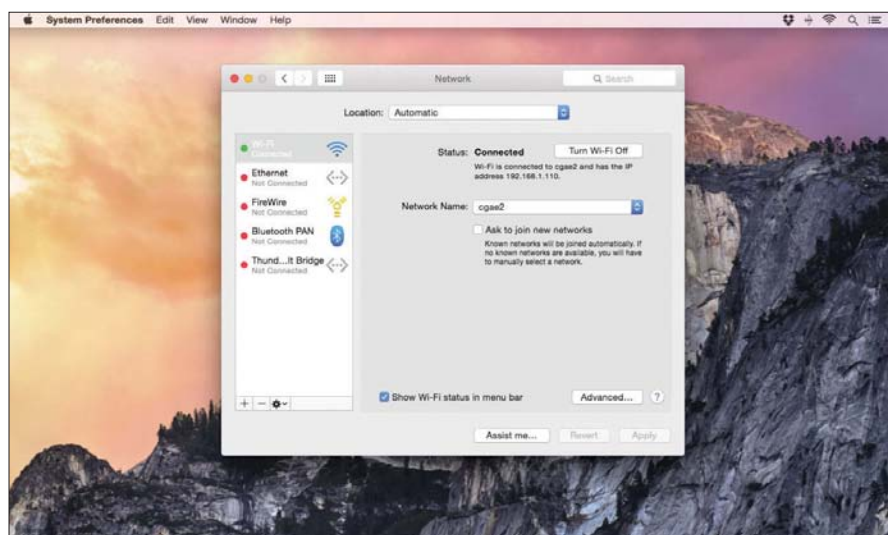 System Preferences Edit View Window Help
Network
Search
Location: Automatic
Wi-Fi
Connected
Ethernet
Not Connected
FireWire
Not Connected
Bluetooth PAN
Not Connected
Thund...lt Bridge
Not Connected
Status: Connected
Turn Wi-Fi Off
Wi-Fi is connected to cgae2 and has the IP
address 192.168.1.110.
Network Name: cgae2
Ask to join new networks
Known networks will be joined automatically. If
no known networks are available, you will have
to manually select a network.
Show Wi-Fi status in menu bar
Advanced...
?
Assist me...
Revert
Apply